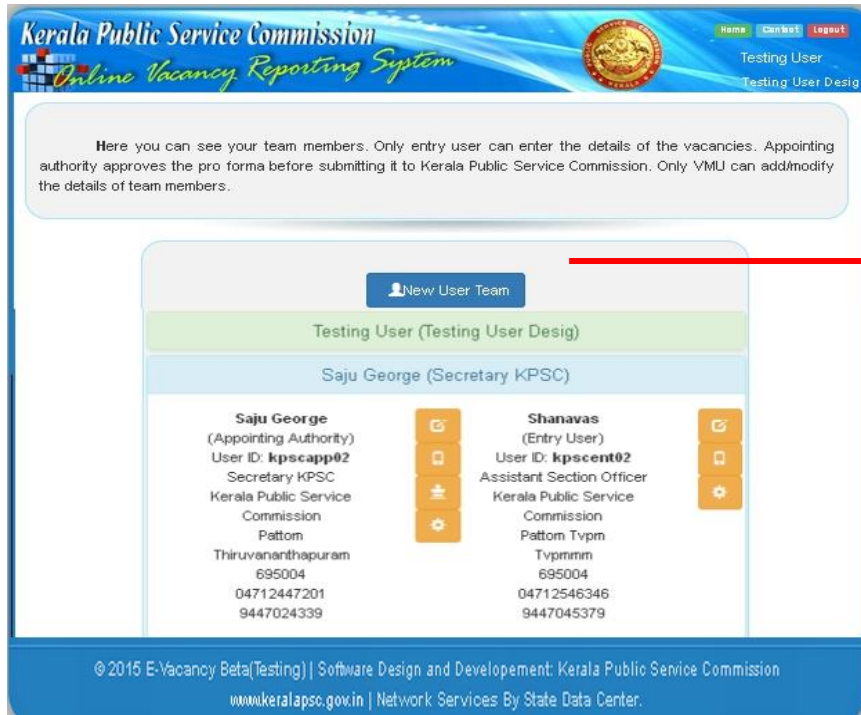 Kerala Public Service Commission
Online Vacancy Reporting System
Home Contact Logout
Testing User
Testing User Desig
Here you can see your team members. Only entry user can enter the details of the vacancies. Appointing
authority approves the pro forma before submitting it to Kerala Public Service Commission. Only VMU can add/modify
the details of team members.
New User Team
Testing User (Testing User Desig)
Saju George (Secretary KPSC)
Saju George
(Appointing Authority)
User ID: kpscapp02
Secretary KPSC
Kerala Public Service
Commission
Pattom
Thiruvananthapuram
695004
04712447201
9447024339
Shanavas
(Entry User)
User ID: kpscent02
Assistant Section Officer
Kerala Public Service
Commission
Pattom Tvpm
Tvpmmm
695004
04712546346
9447045379
© 2015 E-Vacancy Beta(Testing) | Software Design and Developement: Kerala Public Service Commission
www.keralapsc.gov.in | Network Services By State Data Center.